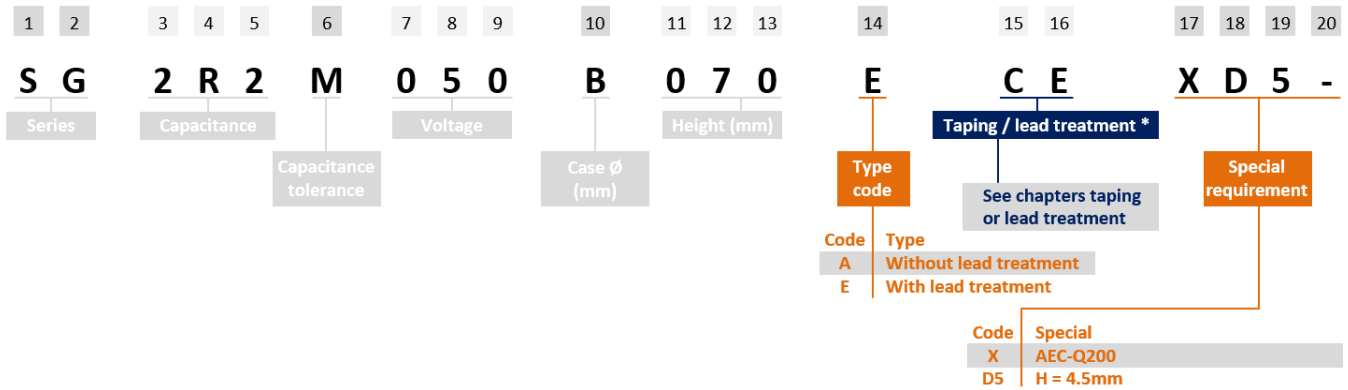 1 2 3 4 5 6 7 8 9 10 11 12 13 14 15 16 17 18 19 20
S G 2 R 2 M 0 5 0 B 0 7 0 E C E X D 5 -
Series Capacitance Voltage Height (mm) Taping / lead treatment *
Capacitance
tolerance
Case Ø
(mm)
Type
code
See chapters taping
or lead treatment
Special
requirement
Code Type
A Without lead treatment
E With lead treatment
Code Special
X AEC-Q200
D5 H = 4.5mm